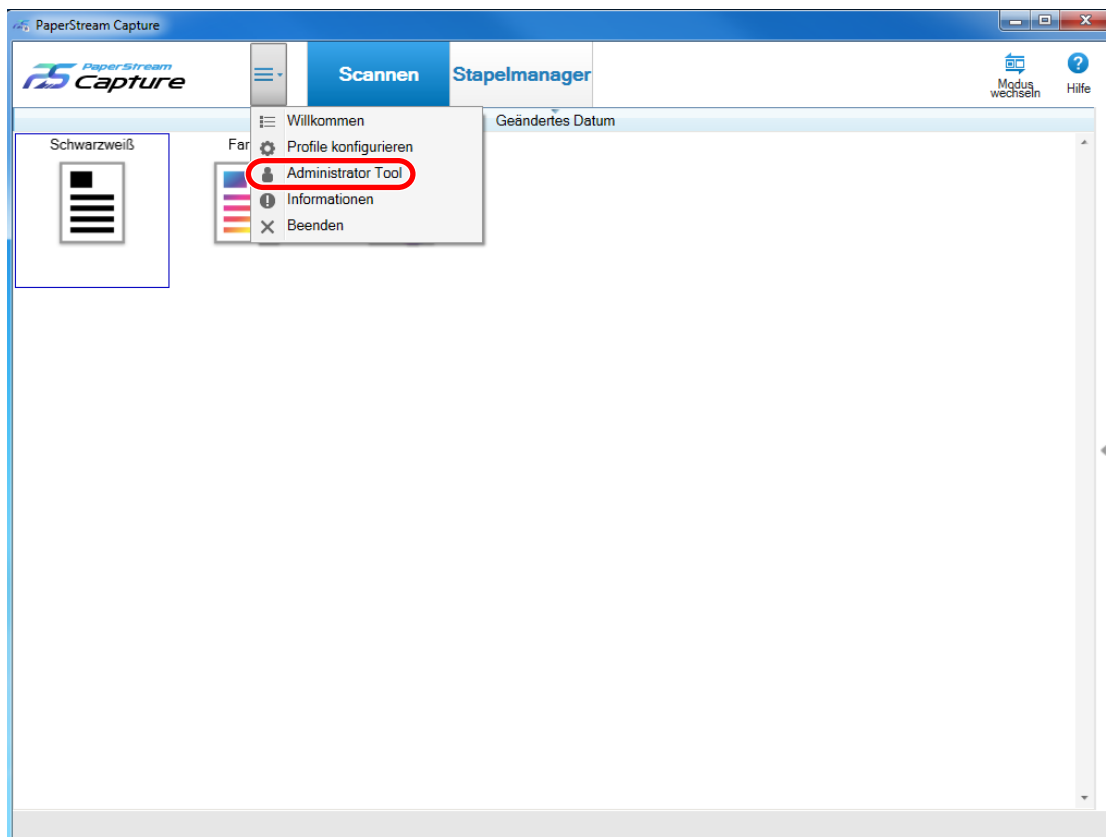 PaperStream Capture
PaperStream
Capture
Scannen
Stapelmanager
Modus
wechseln
Hilfe
Geändertes Datum
Willkommen
Profile konfigurieren
Administrator Tool
Informationen
Beenden
Schwarzweiß
Far